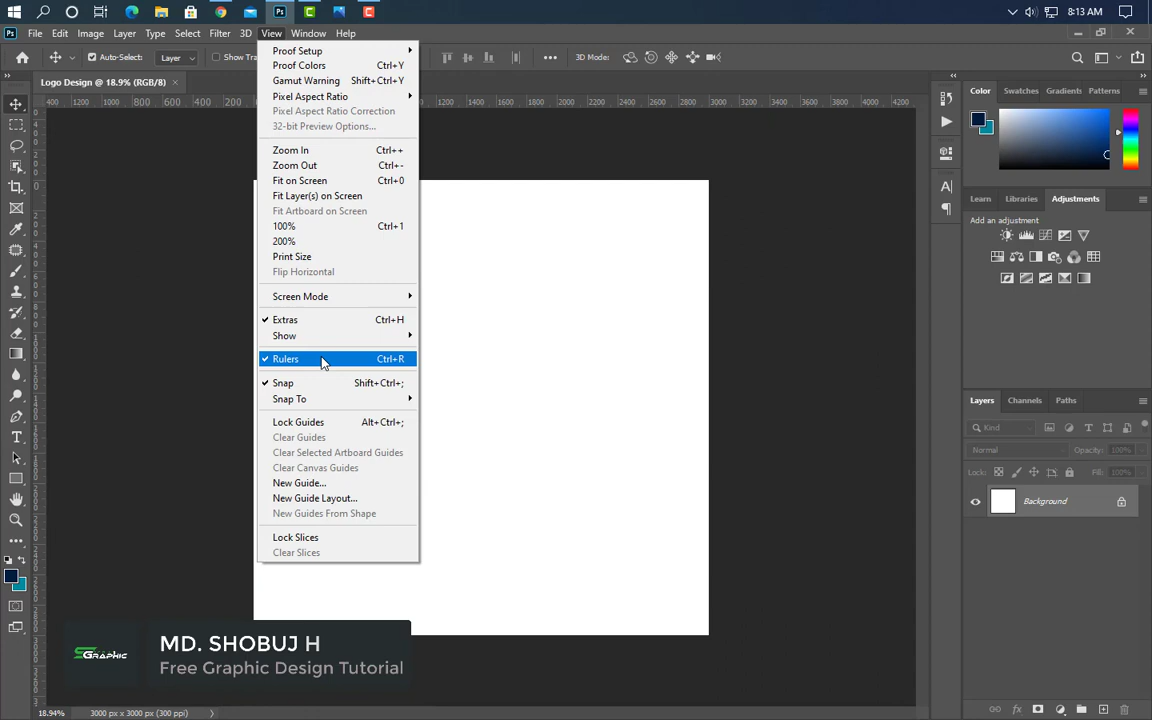 8:13 AM
Ps
File Edit Image Layer Type Select Filter 3D View Window Help
Auto-Select: Layer Show Tra
3D Mode:
Logo Design @ 18.9% (RGB/8)
Proof Setup
Proof Colors Ctrl+Y
Gamut Warning Shift+Ctrl+Y
Pixel Aspect Ratio
Pixel Aspect Ratio Correction
32-bit Preview Options...
Zoom In Ctrl++
Zoom Out Ctrl+-
Fit on Screen Ctrl+0
Fit Layer(s) on Screen
Fit Artboard on Screen
100% Ctrl+1
200%
Print Size
Flip Horizontal
Screen Mode
Extras Ctrl+H
Show
Rulers Ctrl+R
Snap Shift+Ctrl+;
Snap To
Lock Guides Alt+Ctrl+;
Clear Guides
Clear Selected Artboard Guides
Clear Canvas Guides
New Guide...
New Guide Layout...
New Guides From Shape
Lock Slices
Clear Slices
Color Swatches Gradients Patterns
Learn Libraries Adjustments
Add an adjustment
Layers Channels Paths
Kind
Normal Opacity: 100%
Lock: Fill: 100%
Background
GRAPHIC
MD. SHOBUJ H
Free Graphic Design Tutorial
18.94% 3000 px x 3000 px (300 ppi)